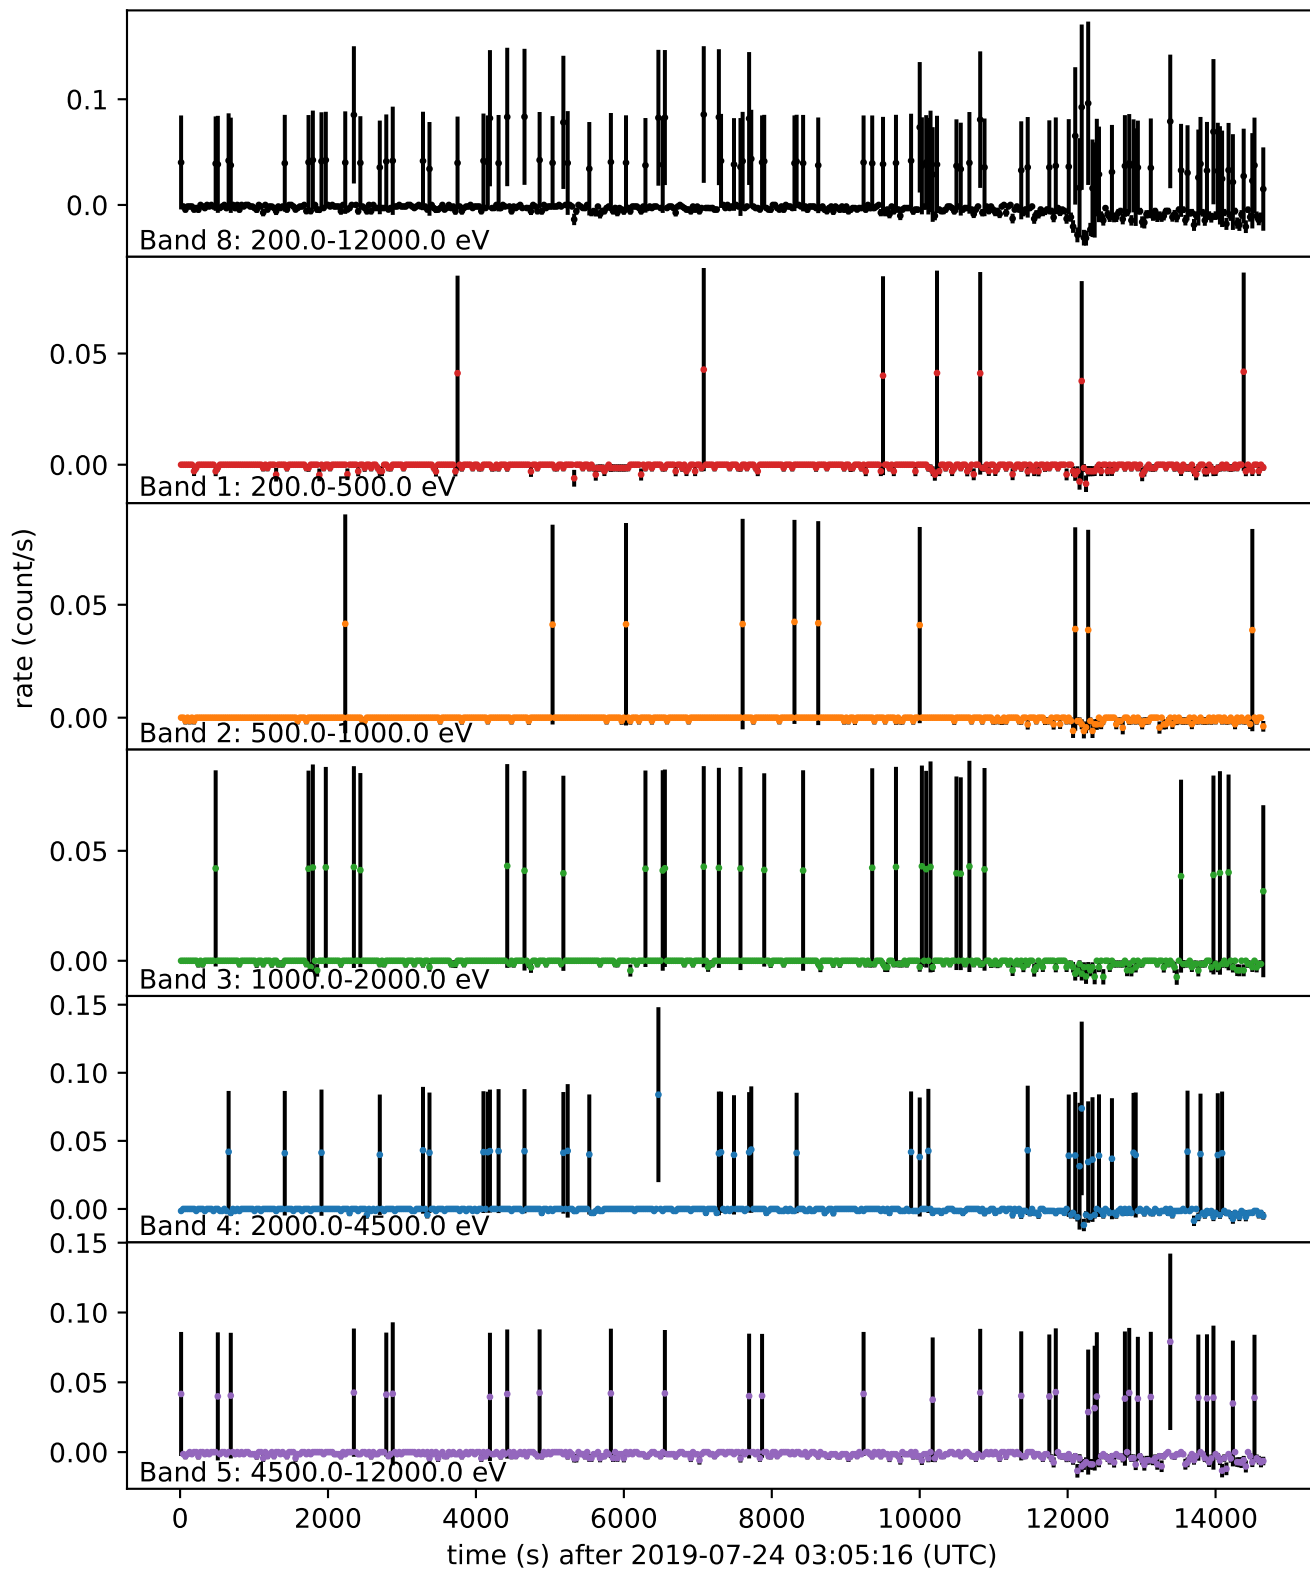 0.1
0.0
Band 8: 200.0-12000.0 eV
0.05
0.00
Band 1: 200.0-500.0 eV
rate (count/s)
0.05
0.00
Band 2: 500.0-1000.0 eV
0.05
0.00
Band 3: 1000.0-2000.0 eV
0.15
0.10
0.05
0.00
Band 4: 2000.0-4500.0 eV
0.15
0.10
0.05
0.00
Band 5: 4500.0-12000.0 eV
0 2000 4000 6000 8000 10000 12000 14000
time (s) after 2019-07-24 03:05:16 (UTC)